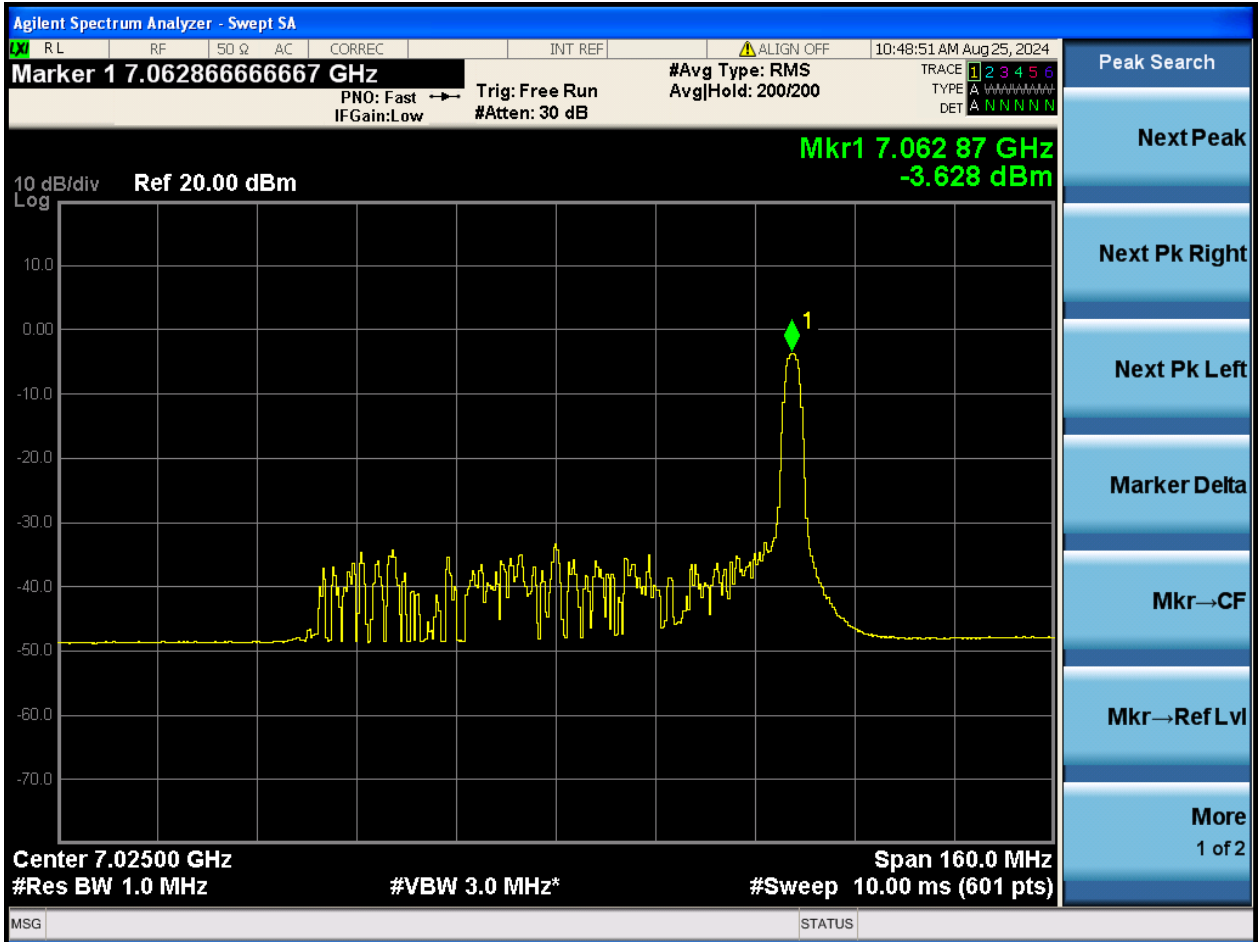 Agilent Spectrum Analyzer - Swept SA
LXI RL RF 50 Ω AC CORREC INT REF ALIGN OFF 10:48:51 AM Aug 25, 2024
Marker 1 7.062866666667 GHz
PNO: Fast
IFGain:Low
Trig: Free Run
#Atten: 30 dB
#Avg Type: RMS
Avg|Hold: 200/200
TRACE 1 2 3 4 5 6
TYPE A WWWWW
DET A N N N N N
Mkr1 7.062 87 GHz
-3.628 dBm
10 dB/div Ref 20.00 dBm
Log
10.0
0.00
-10.0
-20.0
-30.0
-40.0
-50.0
-60.0
-70.0
1
Center 7.02500 GHz
Span 160.0 MHz
#Res BW 1.0 MHz
#VBW 3.0 MHz*
#Sweep 10.00 ms (601 pts)
MSG
STATUS
Peak Search
Next Peak
Next Pk Right
Next Pk Left
Marker Delta
Mkr→CF
Mkr→Ref Lvl
More
1 of 2